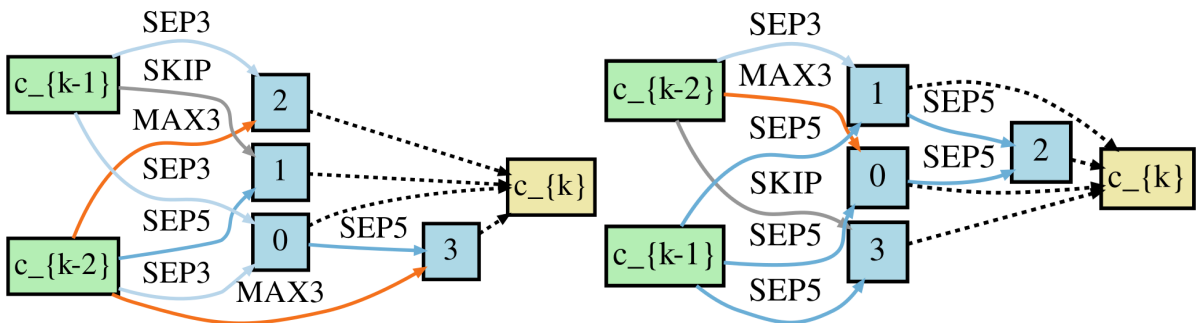 SEP3
c_{k-1}
SKIP
2
MAX3
SEP3
1
c_{k}
SEP5
0
SEP5
3
c_{k-2}
SEP3
MAX3
SEP3
c_{k-2}
MAX3
1
SEP5
SEP5
2
SEP5
0
c_{k}
SKIP
c_{k-1}
SEP5
3
SEP5